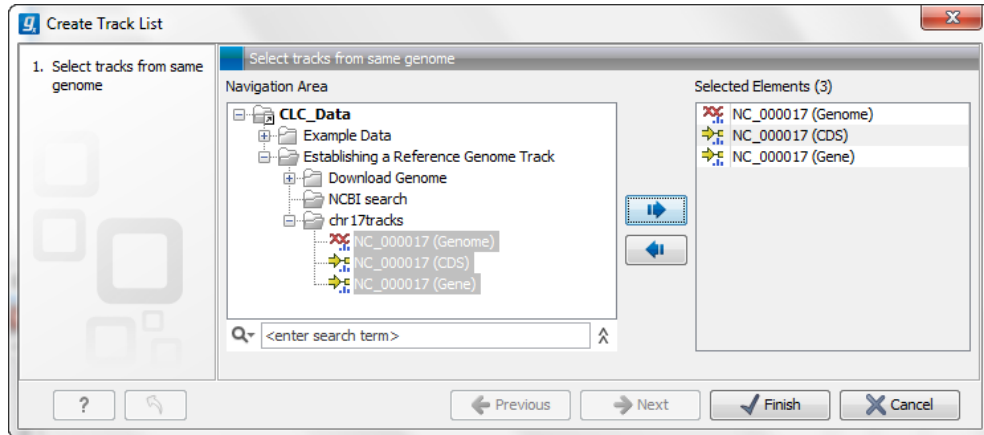 Create Track List
1. Select tracks from same
genome
Select tracks from same genome
Navigation Area
CLC_Data
Example Data
Establishing a Reference Genome Track
Download Genome
NCBI search
chr17tracks
NC_000017 (Genome)
NC_000017 (CDS)
NC_000017 (Gene)
<enter search term>
Selected Elements (3)
NC_000017 (Genome)
NC_000017 (CDS)
NC_000017 (Gene)
?
Previous
Next
Finish
Cancel